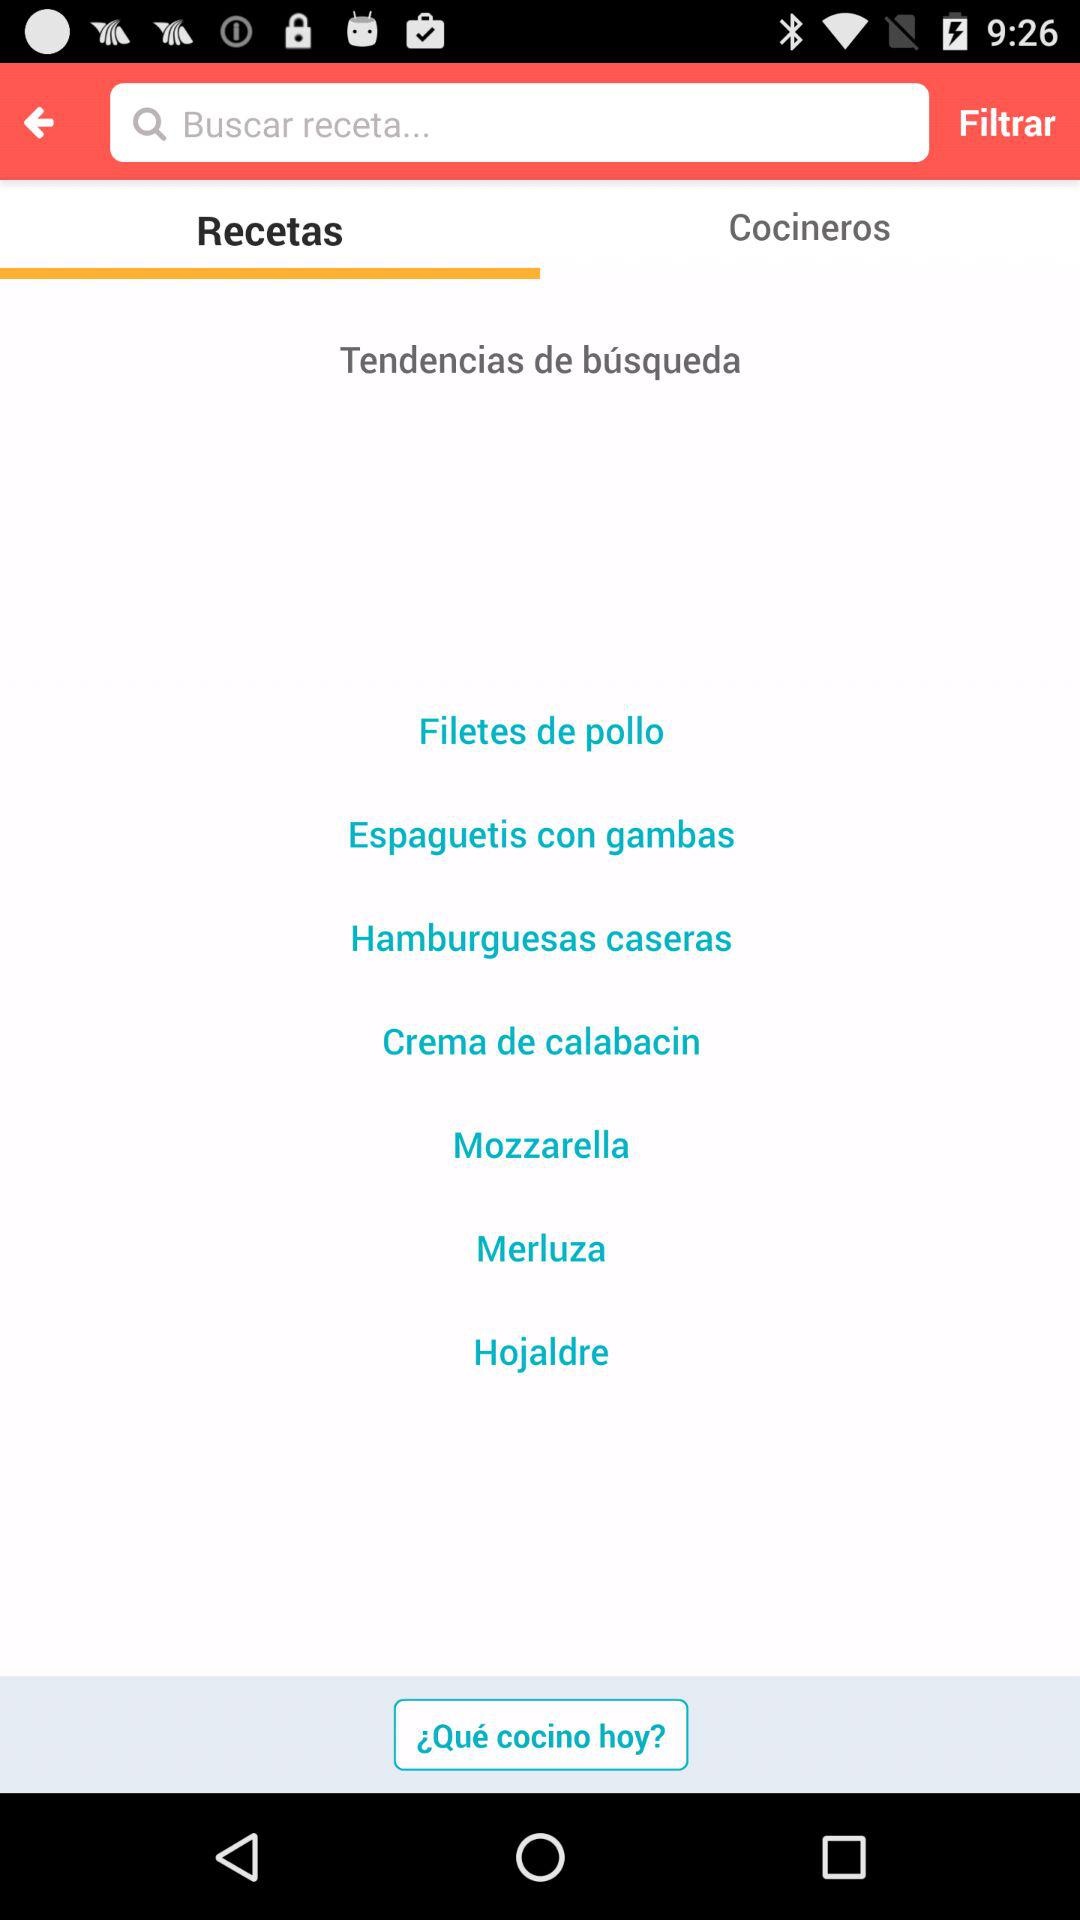 9:26
Buscar receta...
Filtrar
Recetas
Cocineros
Tendencias de búsqueda
Filetes de pollo
Espaguetis con gambas
Hamburguesas caseras
Crema de calabacin
Mozzarella
Merluza
Hojaldre
¿Qué cocino hoy?